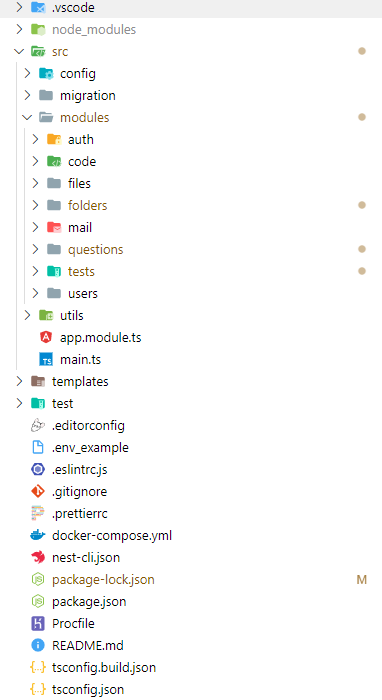 .vscode
node_modules
src
config
migration
modules
auth
code
files
folders
mail
questions
tests
users
utils
app.module.ts
TS main.ts
templates
test
.editorconfig
.env_example
.eslintrc.js
.gitignore
.prettierrc
docker-compose.yml
nest-cli.json
package-lock.json M
package.json
Procfile
README.md
tsconfig.build.json
tsconfig.json